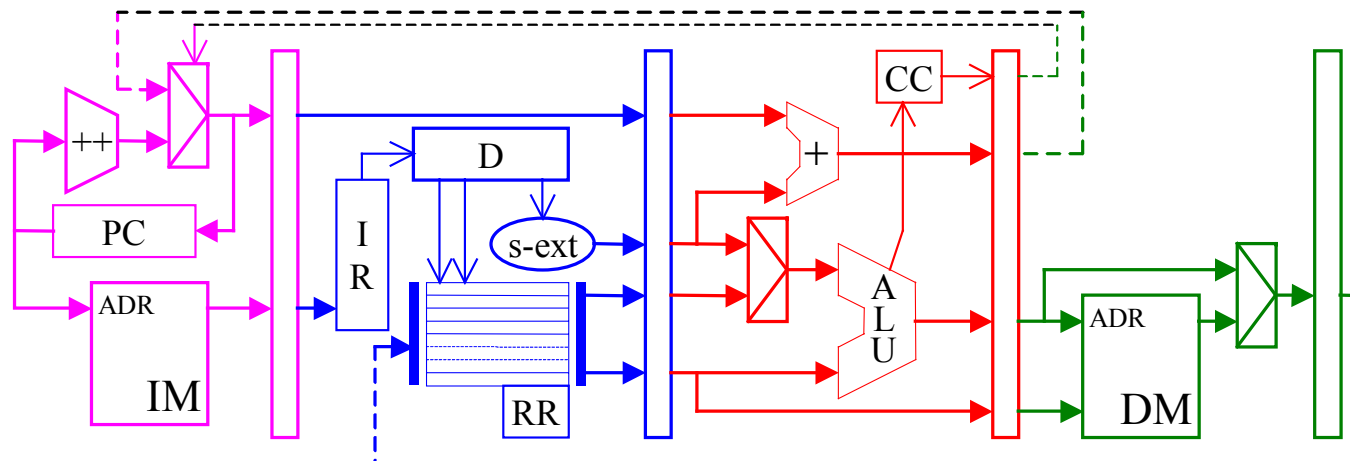 ++
PC
ADR
IM
D
I
R
s-ext
RR
+
CC
A
L
U
ADR
DM